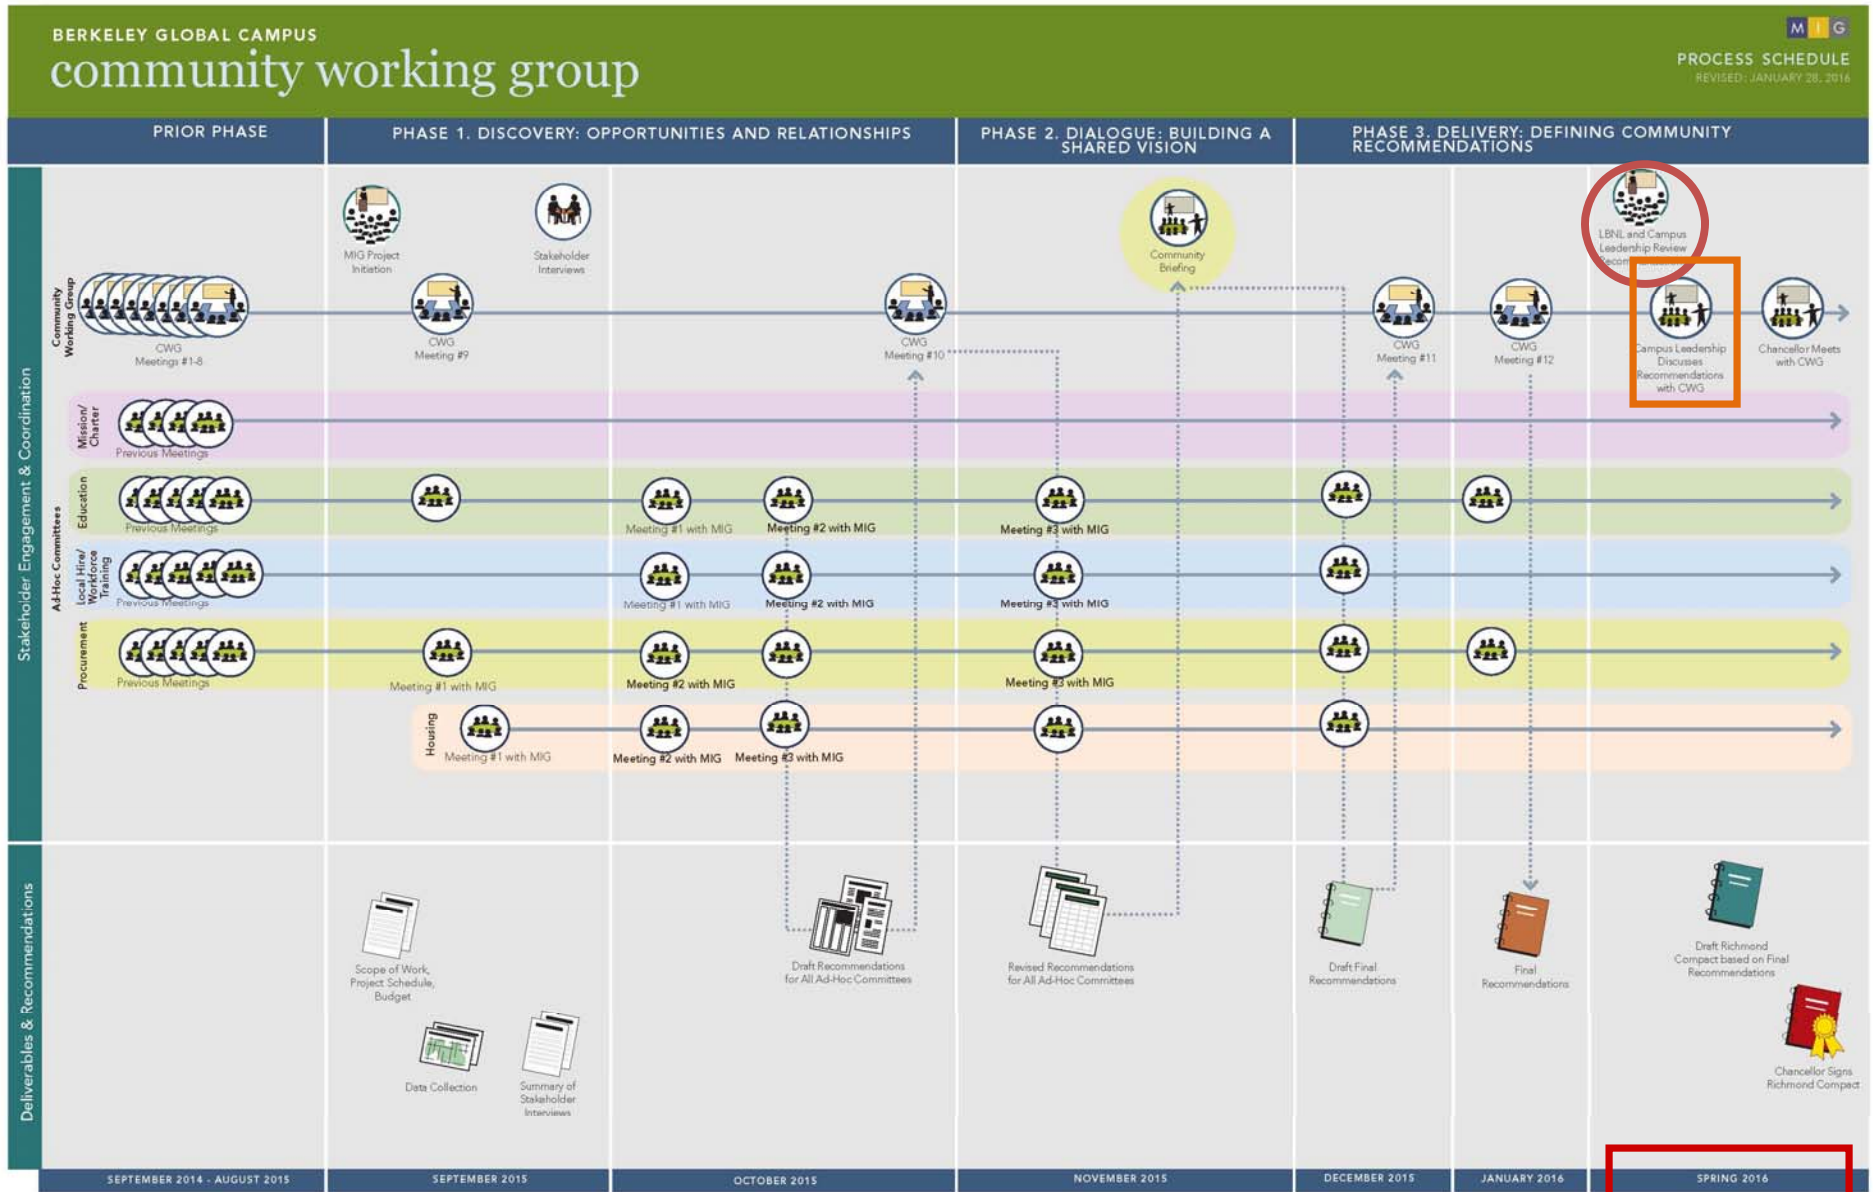 BERKELEY GLOBAL CAMPUS
community working group
M I G
PROCESS SCHEDULE
REVISED: JANUARY 28, 2016
PRIOR PHASE
PHASE 1. DISCOVERY: OPPORTUNITIES AND RELATIONSHIPS
PHASE 2. DIALOGUE: BUILDING A
SHARED VISION
PHASE 3. DELIVERY: DEFINING COMMUNITY
RECOMMENDATIONS
Stakeholder Engagement & Coordination
Community
Working Group
MIG Project
Initiation
Stakeholder
Interviews
Community
Briefing
LBNL and Campus
Leadership Review
CWG
Meetings #1-8
CWG
Meeting #9
CWG
Meeting #10
CWG
Meeting #11
CWG
Meeting #12
Campus Leadership
Discusses
Recommendations
with CWG
Chancellor Meets
with CWG
Ad-Hoc Committees
Mission/
Charter
Previous Meetings
Education
Previous Meetings
Meeting #1 with MIG
Meeting #2 with MIG
Meeting #3 with MIG
Local Hire/
Workforce
Training
Previous Meetings
Meeting #1 with MIG
Meeting #2 with MIG
Meeting #3 with MIG
Procurement
Previous Meetings
Meeting #1 with MIG
Meeting #2 with MIG
Meeting #3 with MIG
Housing
Meeting #1 with MIG
Meeting #2 with MIG
Meeting #3 with MIG
Deliverables & Recommendations
Scope of Work,
Project Schedule,
Budget
Data Collection
Summary of
Stakeholder
Interviews
Draft Recommendations
for All Ad-Hoc Committees
Revised Recommendations
for All Ad-Hoc Committees
Draft Final
Recommendations
Final
Recommendations
Draft Richmond
Compact based on Final
Recommendations
Chancellor Signs
Richmond Compact
SEPTEMBER 2014 - AUGUST 2015
SEPTEMBER 2015
OCTOBER 2015
NOVEMBER 2015
DECEMBER 2015
JANUARY 2016
SPRING 2016